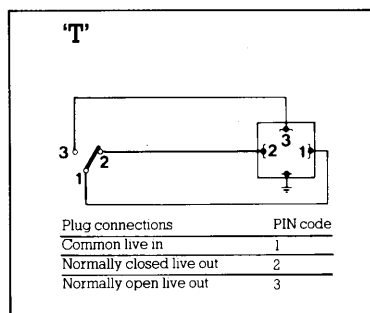 'T'
3
3 2 1
2
1
Plug connections PIN code
Common live in 1
Normally closed live out 2
Normally open live out 3